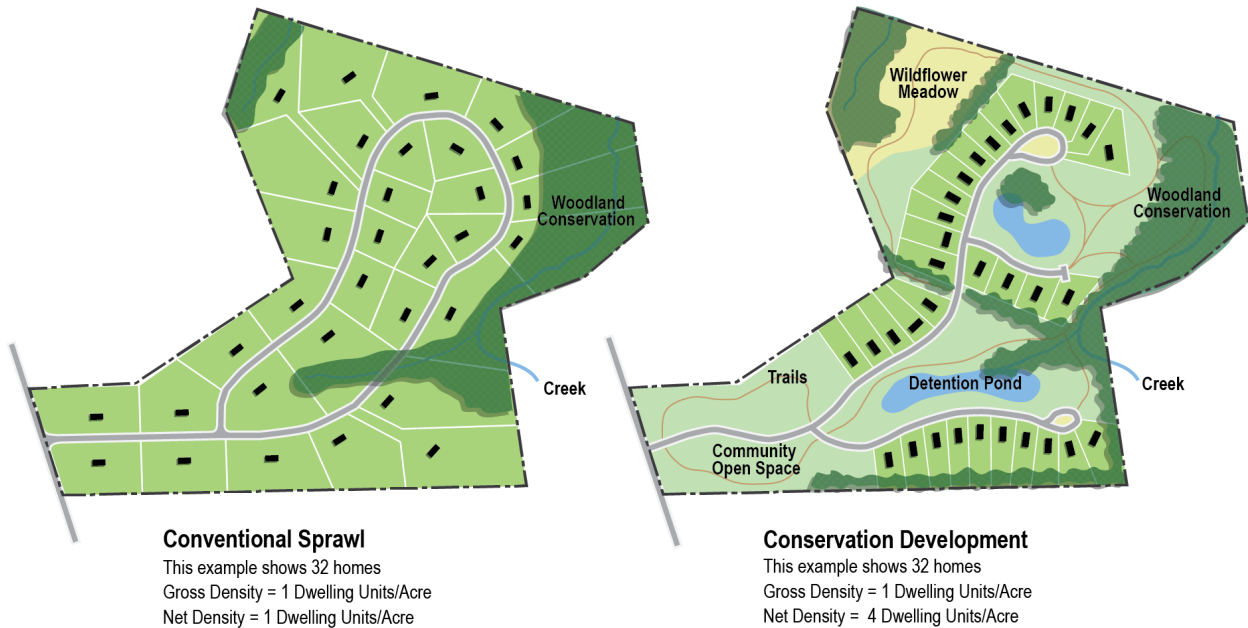 Woodland
Conservation
Creek
Conventional Sprawl
This example shows 32 homes
Gross Density = 1 Dwelling Units/Acre
Net Density = 1 Dwelling Units/Acre
Wildflower
Meadow
Woodland
Conservation
Trails
Detention Pond
Creek
Community
Open Space
Conservation Development
This example shows 32 homes
Gross Density = 1 Dwelling Units/Acre
Net Density = 4 Dwelling Units/Acre